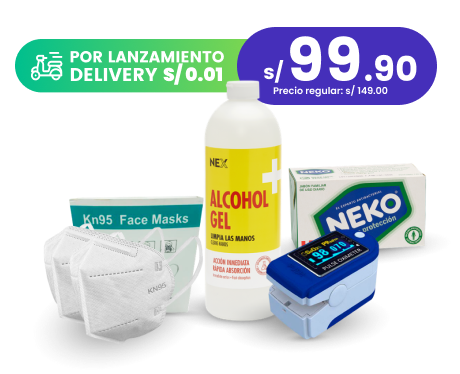 POR LANZAMIENTO
DELIVERY S/0.01
s/ 99.90
Precio regular: s/ 149.00
NEX
ALCOHOL
GEL
LIMPIA LAS MANOS
ACCIÓN INMEDIATA
RÁPIDA ABSORCIÓN
Kn95 Face Masks
KN95
NEKO
protección
PULSE OXIMETER